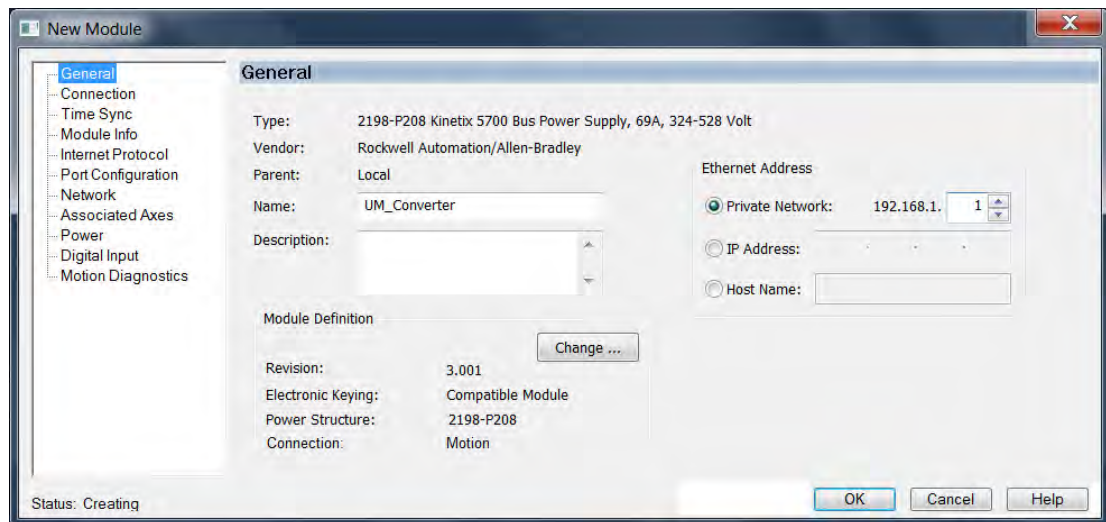 New Module
X
General
Connection
Time Sync
Module Info
Internet Protocol
Port Configuration
Network
Associated Axes
Power
Digital Input
Motion Diagnostics
General
Type: 2198-P208 Kinetix 5700 Bus Power Supply, 69A, 324-528 Volt
Vendor: Rockwell Automation/Allen-Bradley
Parent: Local
Name: UM_Converter
Description:
Ethernet Address
Private Network: 192.168.1. 1
IP Address: . . .
Host Name:
Module Definition
Change ...
Revision: 3.001
Electronic Keying: Compatible Module
Power Structure: 2198-P208
Connection: Motion
Status: Creating
OK Cancel Help